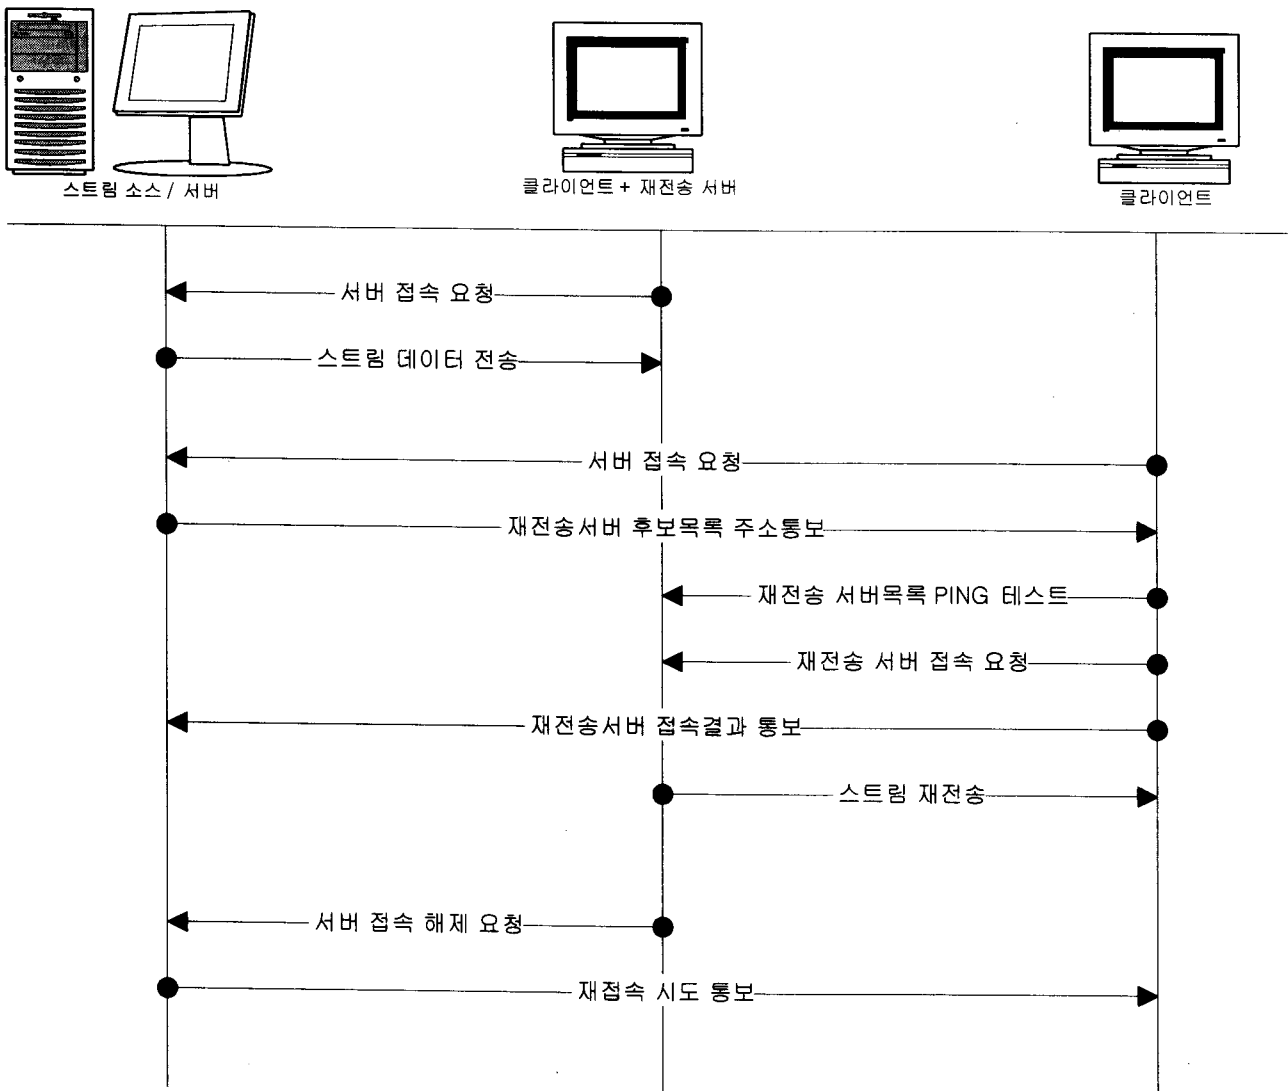 스트림 소스 / 서버
클라이언트 + 재전송 서버
클라이언트
서버 접속 요청
스트림 데이터 전송
서버 접속 요청
재전송서버 후보목록 주소통보
재전송 서버목록 PING 테스트
재전송 서버 접속 요청
재전송서버 접속결과 통보
스트림 재전송
서버 접속 해제 요청
재접속 시도 통보